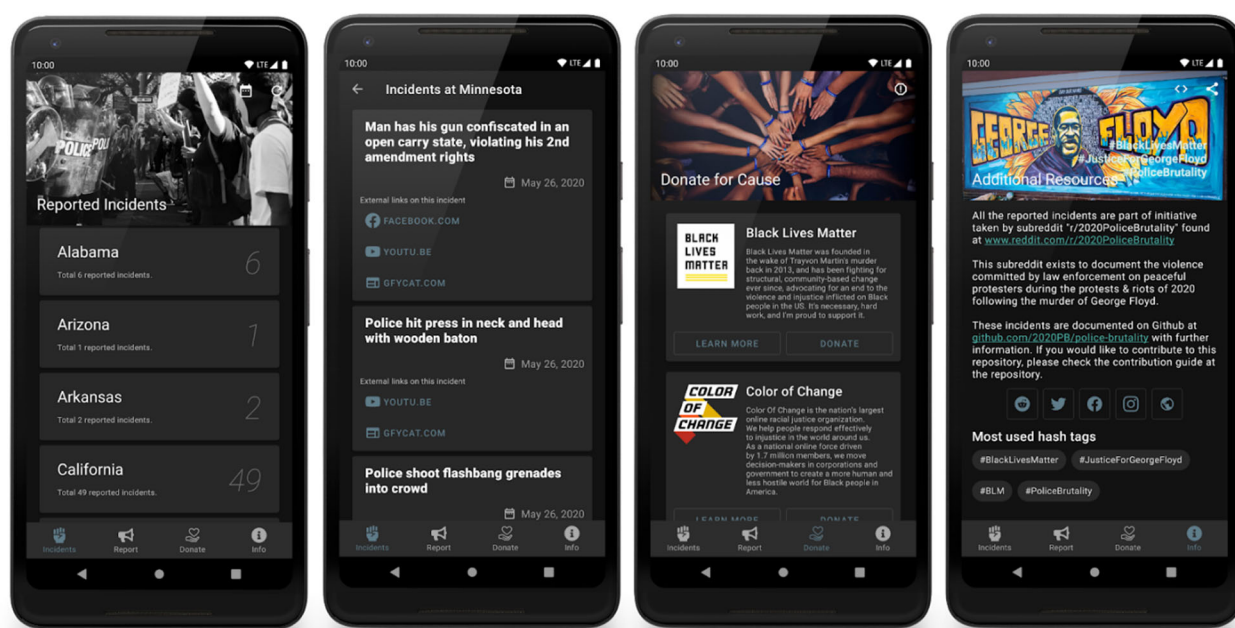 10:00
LTE
POLICE
Reported Incidents
Alabama
6
Total 6 reported incidents.
Arizona
1
Total 1 reported incidents.
Arkansas
2
Total 2 reported incidents.
California
49
Total 49 reported incidents.
Incidents
Report
Donate
Info
10:00
LTE
Incidents at Minnesota
Man has his gun confiscated in an
open carry state, violating his 2nd
amendment rights
May 26, 2020
External links on this incident
FACEBOOK.COM
YOUTU.BE
GFYCAT.COM
Police hit press in neck and head
with wooden baton
May 26, 2020
External links on this incident
YOUTU.BE
GFYCAT.COM
Police shoot flashbang grenades
into crowd
May 26, 2020
Incidents
Report
Donate
Info
10:00
LTE
Donate for Cause
BLACK
LIVES
MATTER
Black Lives Matter
Black Lives Matter was founded in
the wake of Trayvon Martin's murder
back in 2013, and has been fighting for
structural, community-based change
ever since, advocating for an end to the
violence and injustice inflicted on Black
people in the US. It's necessary, hard
work, and I'm proud to support it.
LEARN MORE
DONATE
COLOR
OF
CHANGE
Color of Change
Color Of Change is the nation's largest
online racial justice organization.
We help people respond effectively
to injustice in the world around us.
As a national online force driven
by 1.7 million members, we move
decision-makers in corporations and
government to create a more human and
less hostile world for Black people in
America.
LEARN MORE
DONATE
Incidents
Report
Donate
Info
10:00
LTE
GEORGE FLOYD
#BlackLivesMatter
#JusticeForGeorgeFloyd
#PoliceBrutality
Additional Resources
All the reported incidents are part of initiative
taken by subreddit "r/2020PoliceBrutality" found
at www.reddit.com/r/2020PoliceBrutality
This subreddit exists to document the violence
committed by law enforcement on peaceful
protesters during the protests & riots of 2020
following the murder of George Floyd.
These incidents are documented on Github at
github.com/2020PB/police-brutality with further
information. If you would like to contribute to this
repository, please check the contribution guide at
the repository.
Most used hash tags
#BlackLivesMatter
#JusticeForGeorgeFloyd
#BLM
#PoliceBrutality
Incidents
Report
Donate
Info